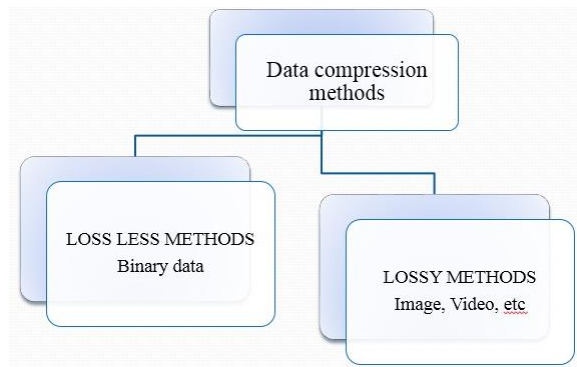 Data compression
methods
LOSS LESS METHODS
Binary data
LOSSY METHODS
Image, Video, etc